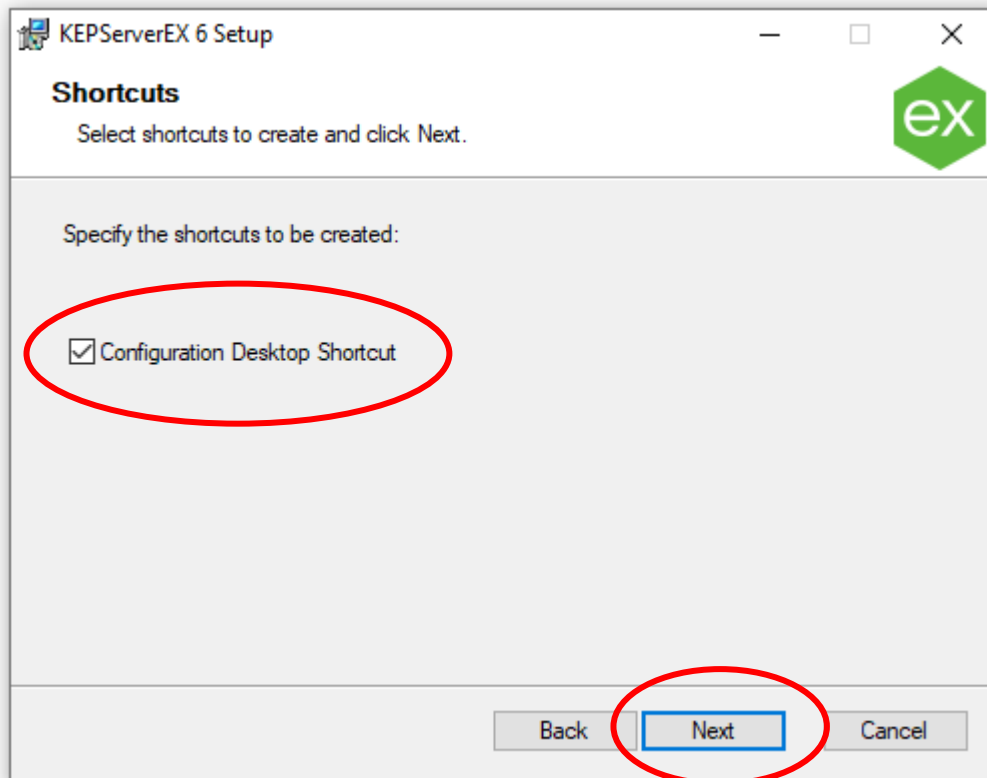 KEPServerEX 6 Setup
Shortcuts
Select shortcuts to create and click Next.
ex
Specify the shortcuts to be created:
Configuration Desktop Shortcut
Back Next Cancel